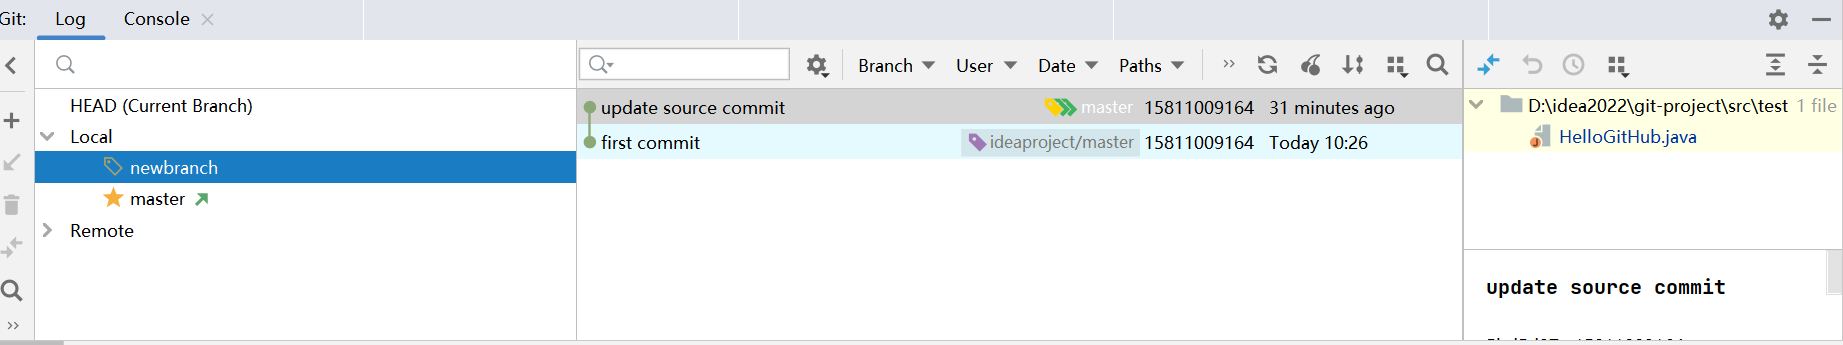 Git: Log Console
Branch User Date Paths
HEAD (Current Branch)
Local
newbranch
master
Remote
update source commit master 15811009164 31 minutes ago
first commit ideaproject/master 15811009164 Today 10:26
D:\idea2022\git-project\src\test 1 file
HelloGitHub.java
update source commit